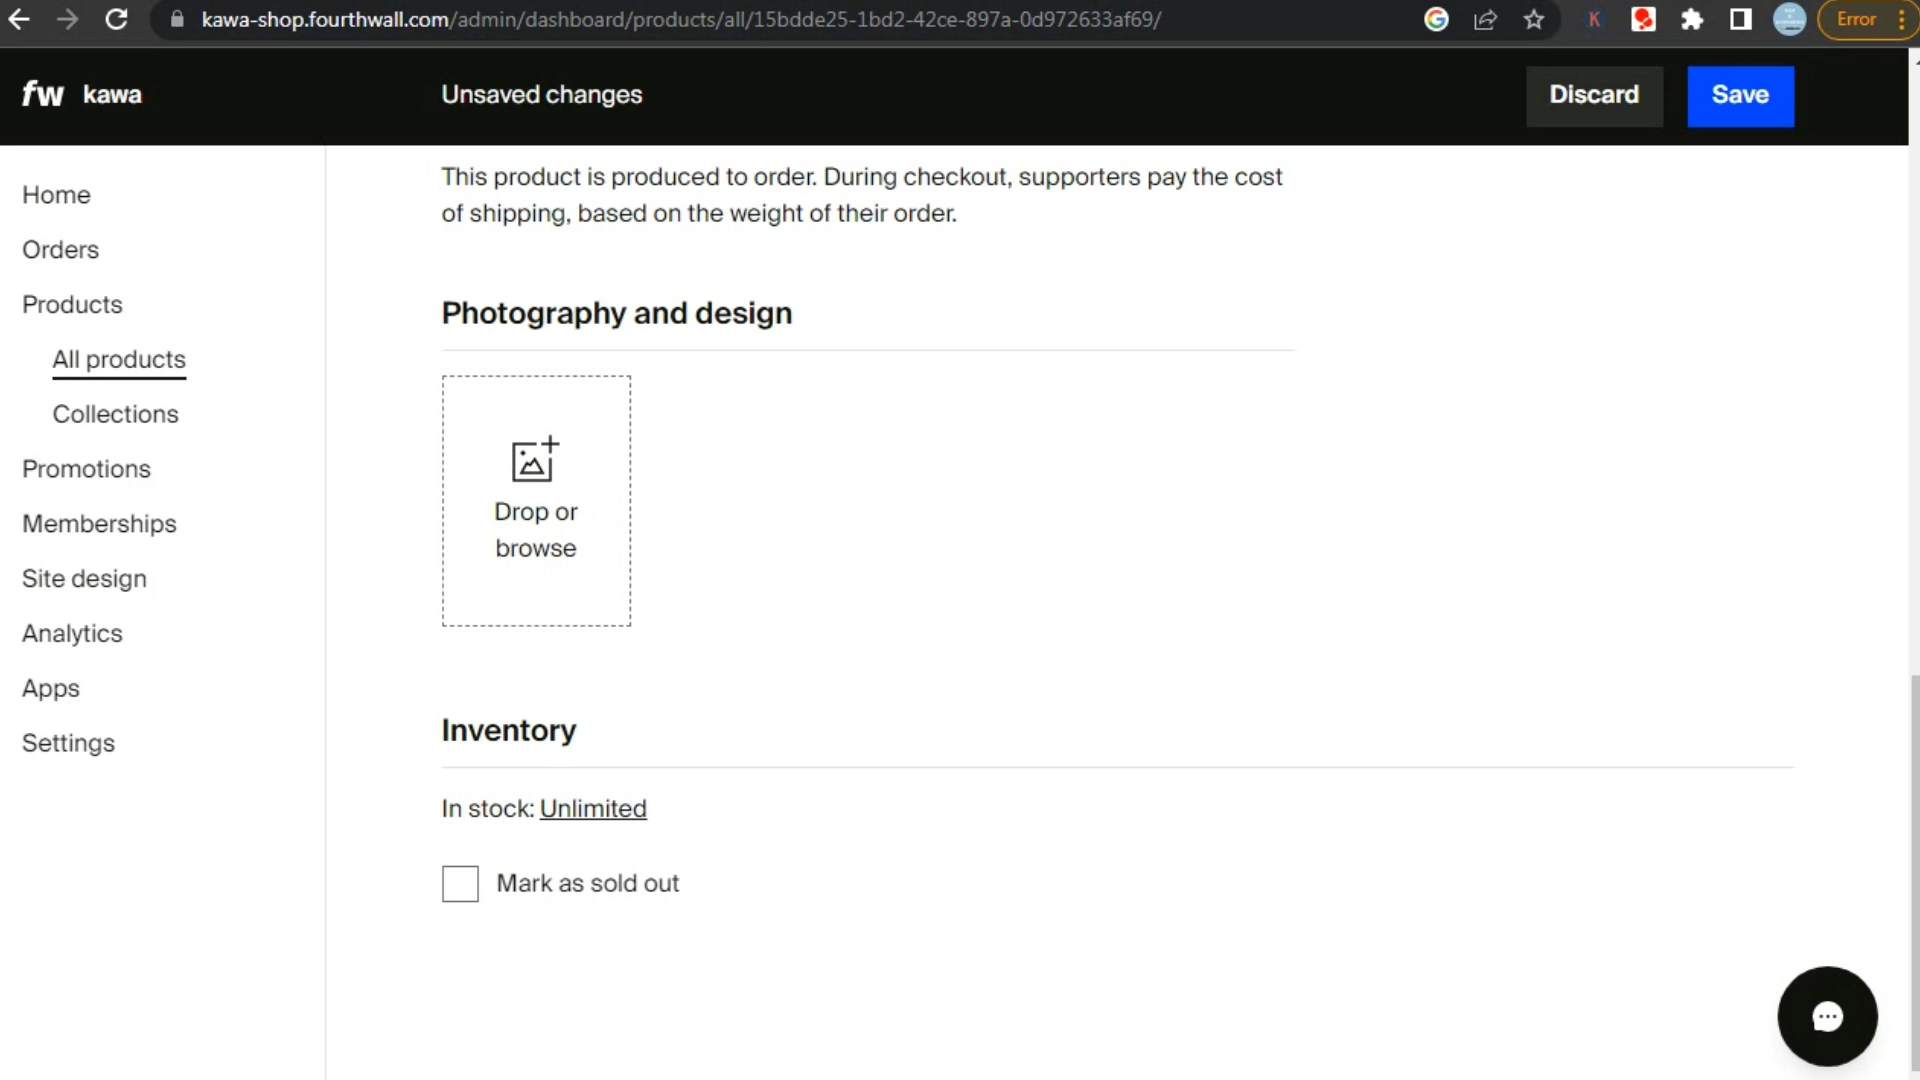 kawa-shop.fourthwall.com/admin/dashboard/products/all/15bdde25-1bd2-42ce-897a-0d972633af69/
K
Error
fw kawa
Unsaved changes
Discard
Save
Home
Orders
Products
All products
Collections
Promotions
Memberships
Site design
Analytics
Apps
Settings
This product is produced to order. During checkout, supporters pay the cost
of shipping, based on the weight of their order.
Photography and design
Drop or
browse
Inventory
In stock: Unlimited
Mark as sold out